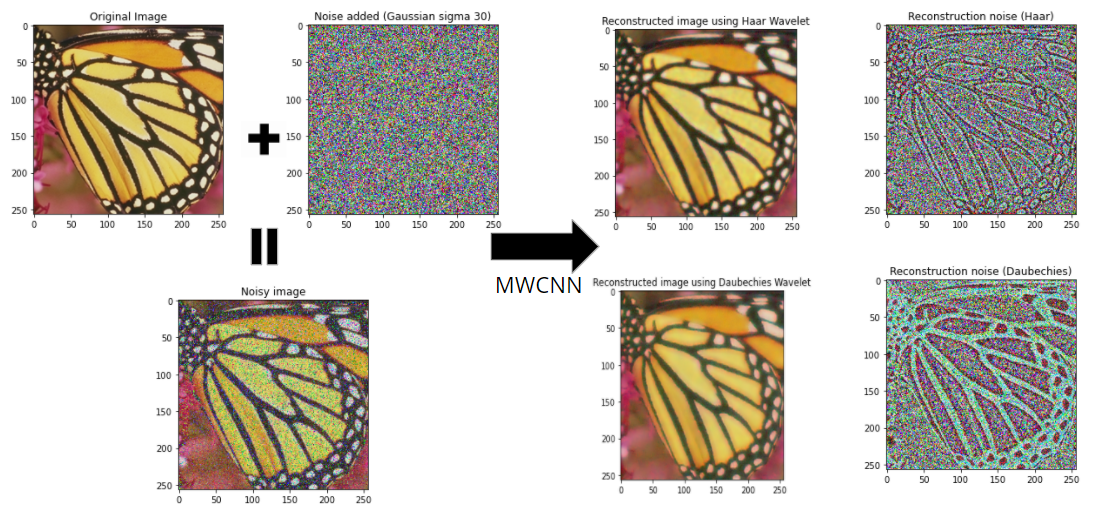 Original Image
0
50
100
150
200
250
0 50 100 150 200 250
Noise added (Gaussian sigma 30)
0
50
100
150
200
250
0 50 100 150 200 250
Noisy image
0
50
100
150
200
250
0 50 100 150 200 250
MWCNN
Reconstructed image using Haar Wavelet
0
50
100
150
200
250
0 50 100 150 200 250
Reconstruction noise (Haar)
0
50
100
150
200
250
0 50 100 150 200 250
Reconstructed image using Daubechies Wavelet
0
50
100
150
200
250
0 50 100 150 200 250
Reconstruction noise (Daubechies)
0
50
100
150
200
250
0 50 100 150 200 250